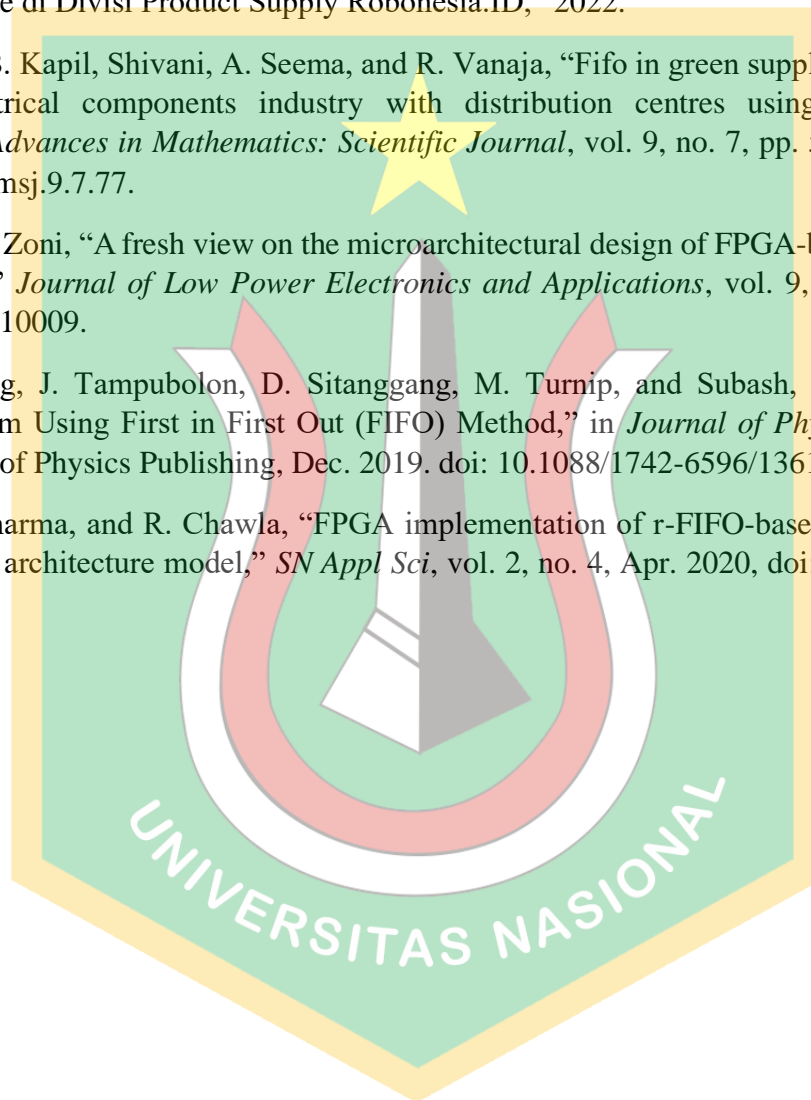 e di Divisi Product Supply Robonesia.ID,” 2022.
. Kapil, Shivani, A. Seema, and R. Vanaja, “Fifo in green suppl
trical components industry with distribution centres using
Advances in Mathematics: Scientific Journal, vol. 9, no. 7, pp.
msj.9.7.77.
Zoni, “A fresh view on the microarchitectural design of FPGA-b
” Journal of Low Power Electronics and Applications, vol. 9,
10009.
g, J. Tampubolon, D. Sitanggang, M. Turnip, and Subash,
m Using First in First Out (FIFO) Method,” in Journal of Phy
of Physics Publishing, Dec. 2019. doi: 10.1088/1742-6596/1361
harma, and R. Chawla, “FPGA implementation of r-FIFO-base
architecture model,” SN Appl Sci, vol. 2, no. 4, Apr. 2020, doi
UNIVERSITAS NASIONAL